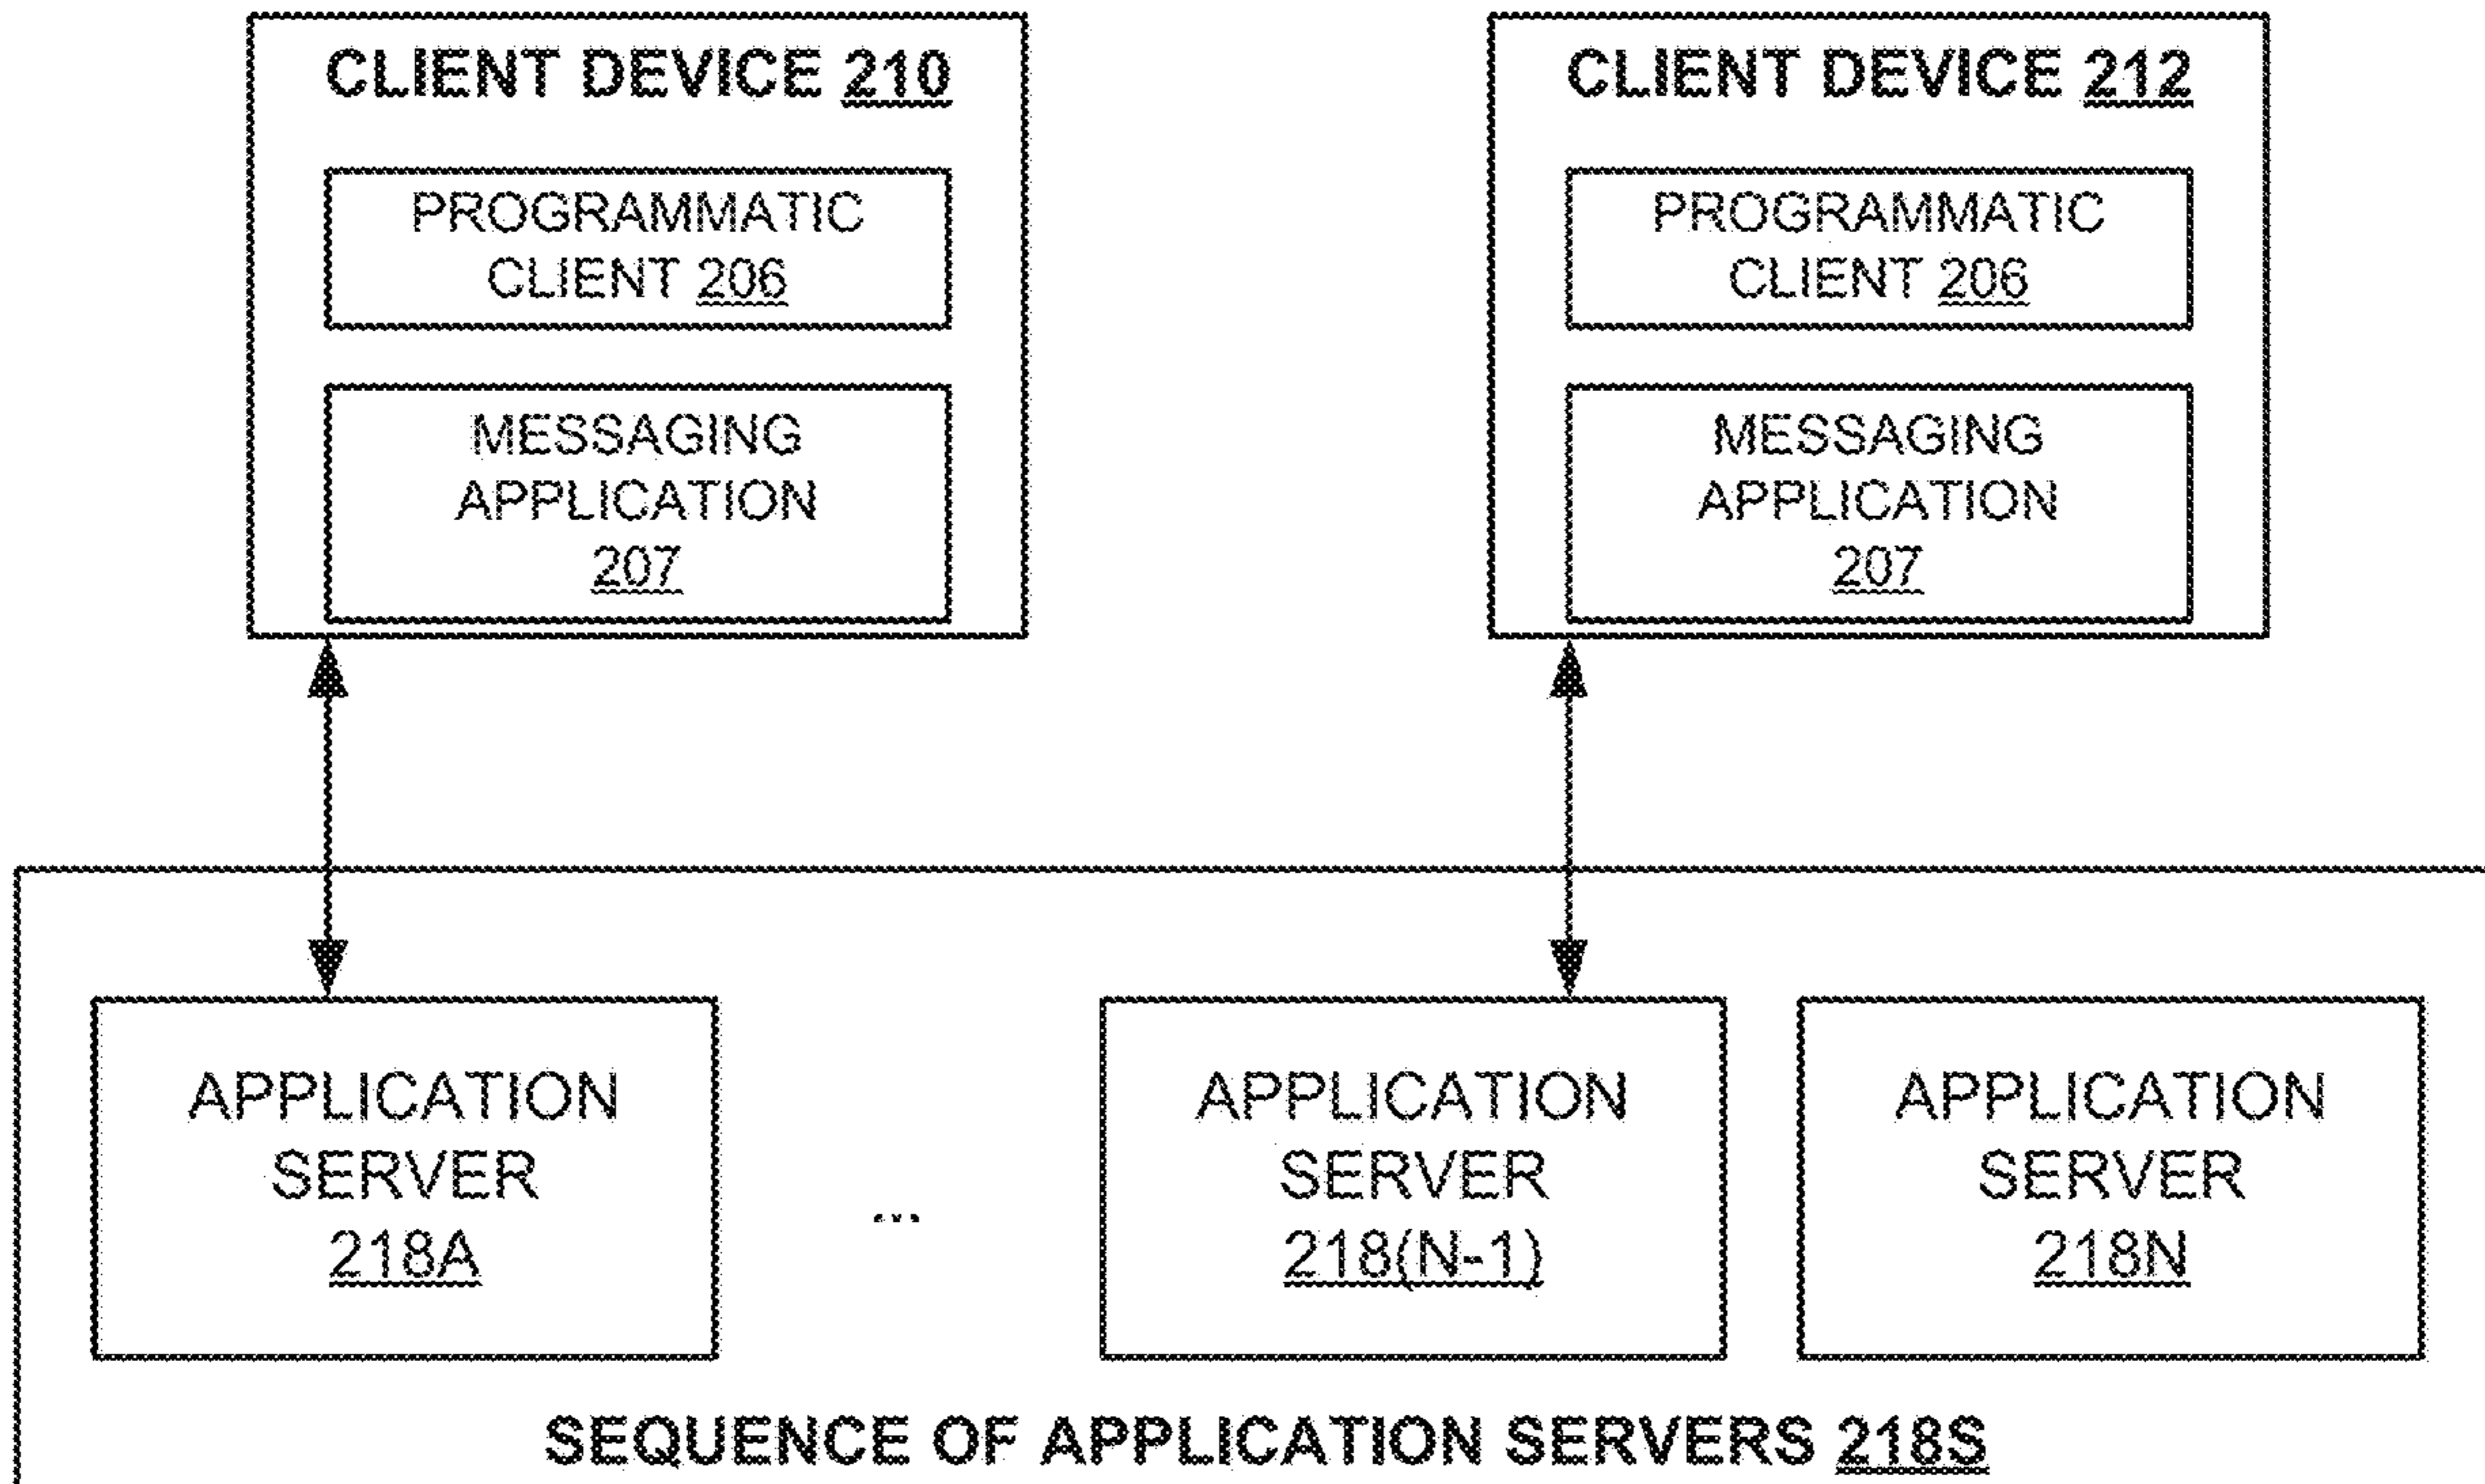 CLIENT DEVICE 210
PROGRAMMATIC
CLIENT 206
MESSAGING
APPLICATION
207
CLIENT DEVICE 212
PROGRAMMATIC
CLIENT 206
MESSAGING
APPLICATION
207
APPLICATION
SERVER
218A
...
APPLICATION
SERVER
218(N-1)
APPLICATION
SERVER
218N
SEQUENCE OF APPLICATION SERVERS 218S